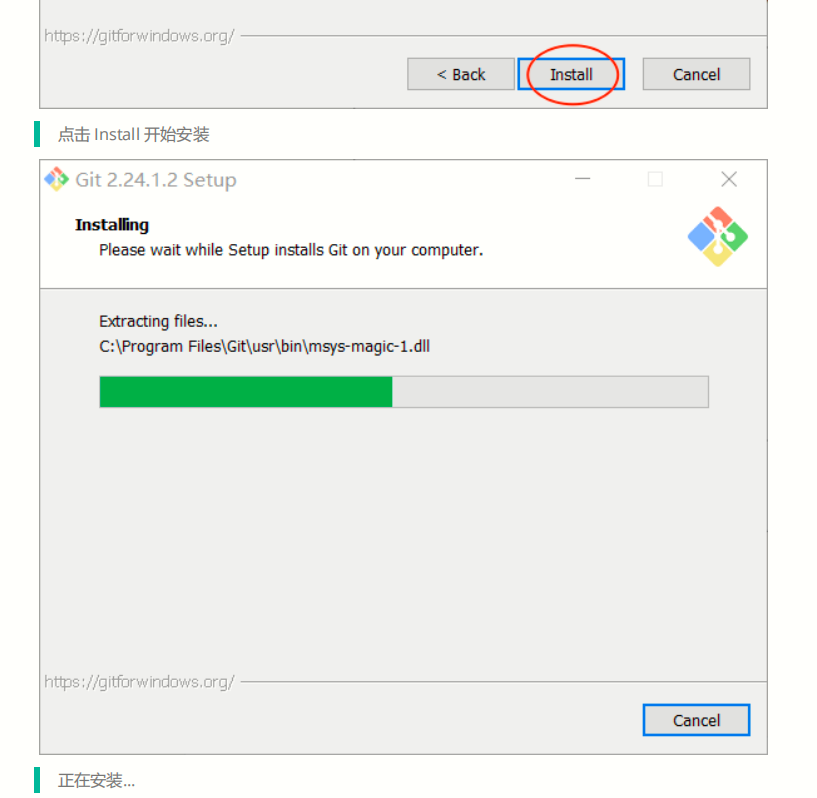 https://gitforwindows.org/
< Back
Install
Cancel
点击 Install 开始安装
Git 2.24.1.2 Setup
Installing
Please wait while Setup installs Git on your computer.
Extracting files...
C:\Program Files\Git\usr\bin\msys-magic-1.dll
https://gitforwindows.org/
Cancel
正在安装...